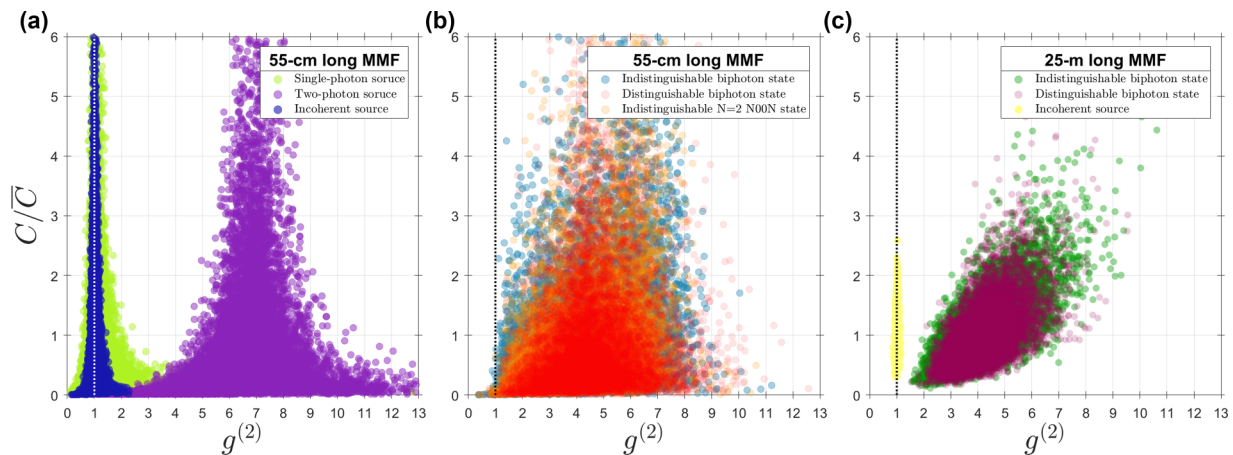 (a)
6
5
4
3
2
1
0
C/C̅
0 1 2 3 4 5 6 7 8 9 10 11 12 13
g⁽²⁾
55-cm long MMF
Single-photon soruce
Two-photon soruce
Incoherent source
(b)
6
5
4
3
2
1
0
0 1 2 3 4 5 6 7 8 9 10 11 12 13
g⁽²⁾
55-cm long MMF
Indistinguishable biphoton state
Distinguishable biphoton state
Indistinguishable N=2 N00N state
(c)
6
5
4
3
2
1
0
0 1 2 3 4 5 6 7 8 9 10 11 12 13
g⁽²⁾
25-m long MMF
Indistinguishable biphoton state
Distinguishable biphoton state
Incoherent source